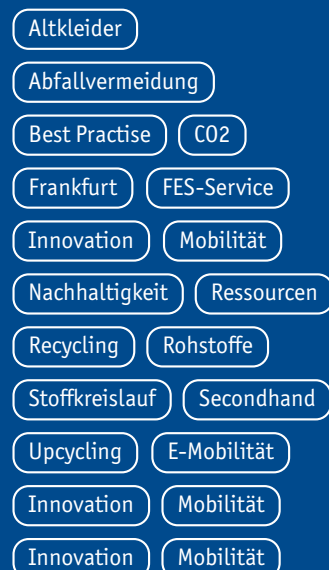 Altkleider
Abfallvermeidung
Best Practise CO2
Frankfurt FES-Service
Innovation Mobilität
Nachhaltigkeit Ressourcen
Recycling Rohstoffe
Stoffkreislauf Secondhand
Upcycling E-Mobilität
Innovation Mobilität
Innovation Mobilität